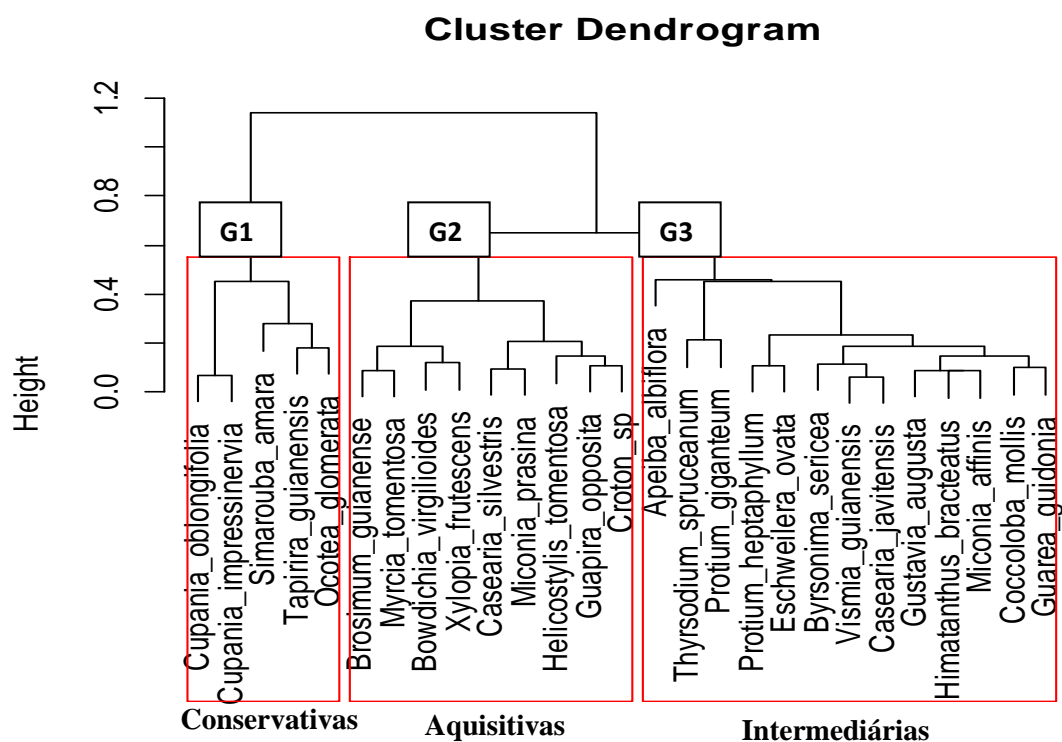 Cluster Dendrogram
Height
1.2
0.8
0.4
0.0
G1
G2
G3
Cupania_oblongifolia
Cupania_impressinervia
Simarouba_amara
Tapirira_guianensis
Ocotea_glomerata
Brosimum_guianense
Myrcia_tomentosa
Bowdichia_virgilioides
Xylopia_frutescens
Casearia_silvestris
Miconia_prasina
Helicostylis_tomentosa
Guapira_opposita
Croton_sp
Apeiba_albiflora
Thyrsodium_spruceanum
Protium_giganteum
Protium_heptaphyllum
Eschweilera_ovata
Byrsonima_sericea
Vismia_guianensis
Casearia_javitensis
Gustavia_augusta
Himatanthus_bracteatus
Miconia_affinis
Coccoloba_mollis
Guarea_guidonia
Conservativas
Aquisitivas
Intermediárias